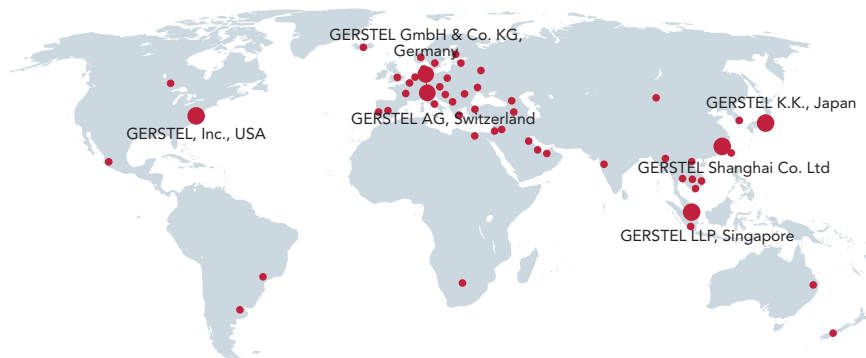 GERSTEL GmbH & Co. KG,
Germany
GERSTEL K.K., Japan
GERSTEL AG, Switzerland
GERSTEL, Inc., USA
GERSTEL Shanghai Co. Ltd
GERSTEL LLP, Singapore